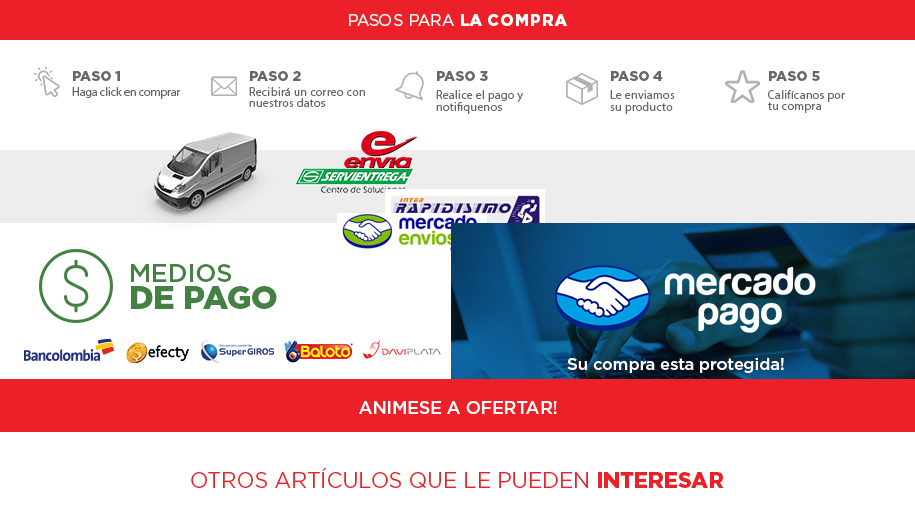 PASOS PARA LA COMPRA
PASO 1
Haga click en comprar
PASO 2
Recibirá un correo con
nuestros datos
PASO 3
Realice el pago y
notifiquenos
PASO 4
Le enviamos
su producto
PASO 5
Califícanos por
tu compra
envia
SERVIENTREGA
Centro de Soluciones
INTER
RAPIDISIMO
mercado
envios
MEDIOS
DE PAGO
Bancolombia
efecty
SuperGIROS
Baloto
DAVIPLATA
mercado
pago
Su compra esta protegida!
ANIMESE A OFERTAR!
OTROS ARTÍCULOS QUE LE PUEDEN INTERESAR